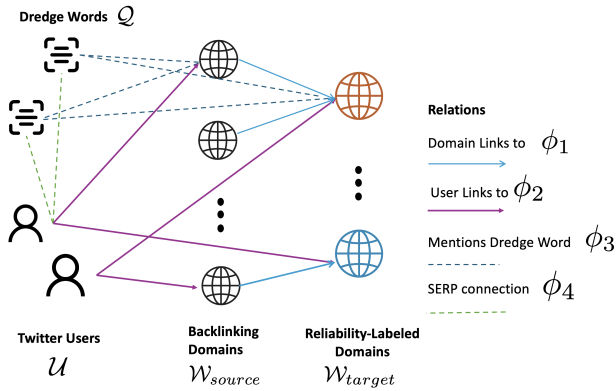 Dredge Words 𝒬
Relations
Domain Links to ϕ₁
User Links to ϕ₂
Mentions Dredge Word ϕ₃
SERP connection ϕ₄
Twitter Users
𝒰
Backlinking
Domains
𝒲source
Reliability-Labeled
Domains
𝒲target